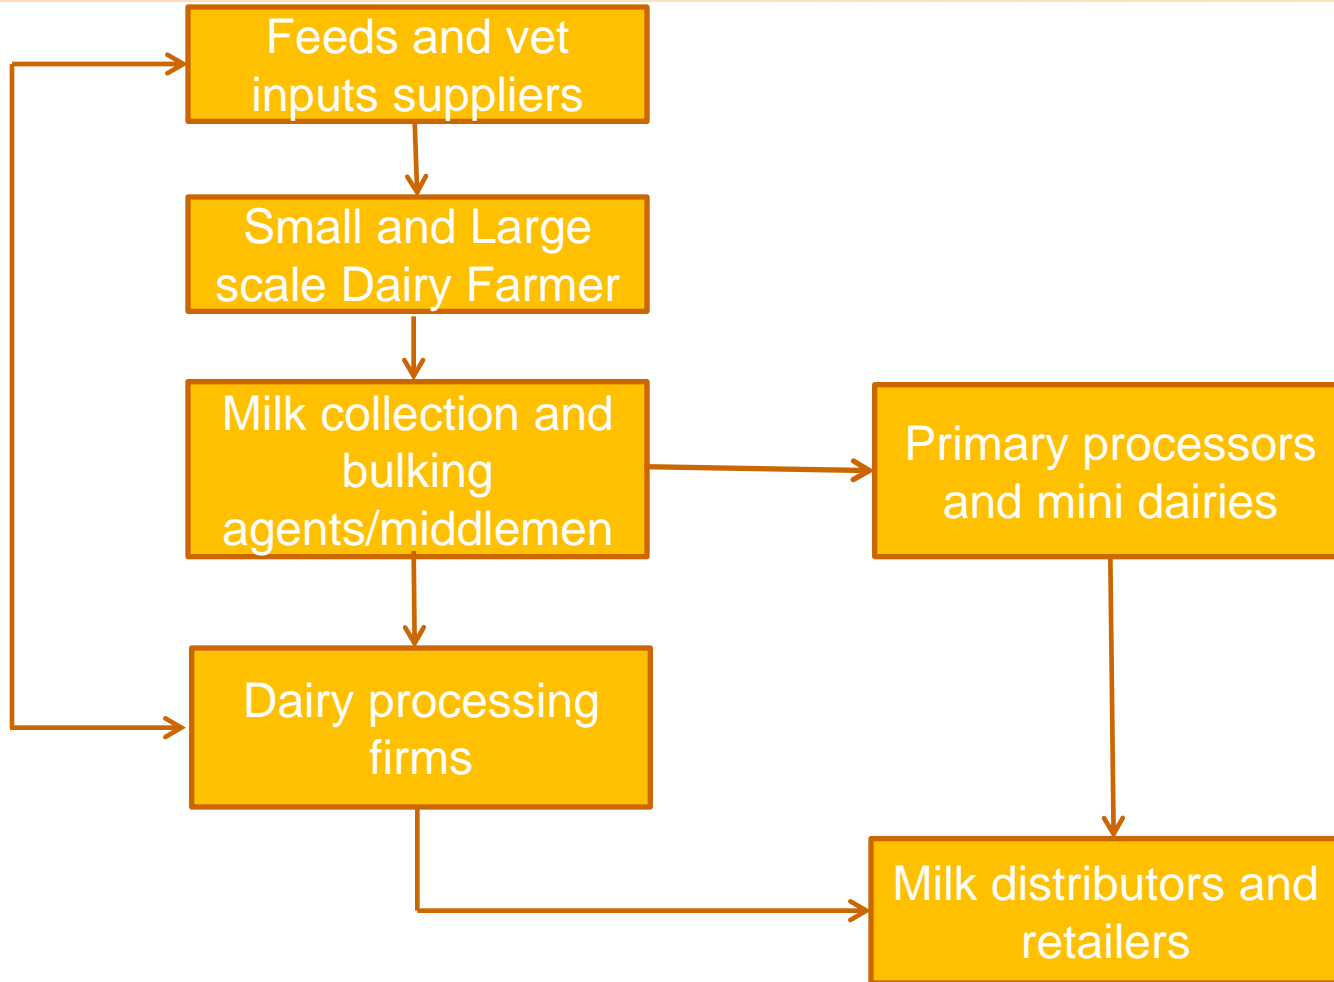 Feeds and vet
inputs suppliers
Small and Large
scale Dairy Farmer
Milk collection and
bulking
agents/middlemen
Primary processors
and mini dairies
Dairy processing
firms
Milk distributors and
retailers